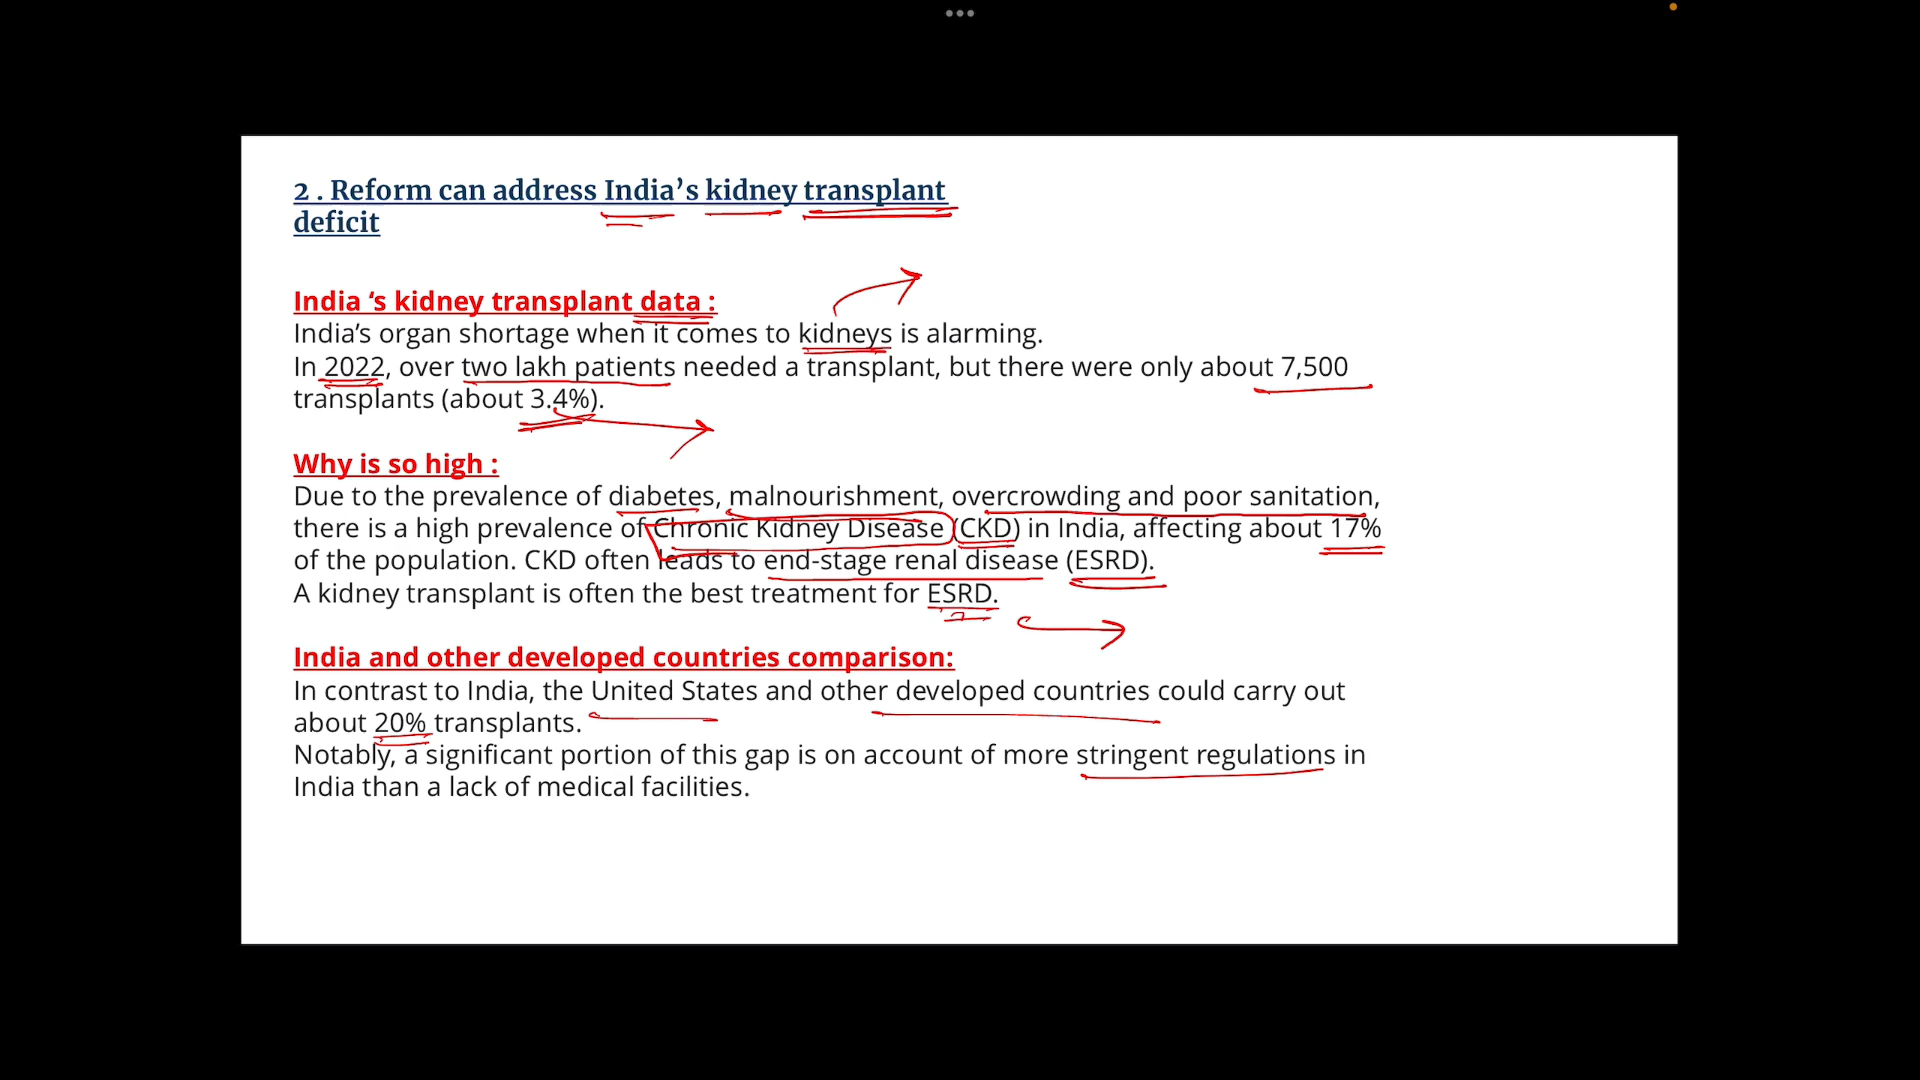 2 . Reform can address India’s kidney transplant
deficit
India ‘s kidney transplant data :
India’s organ shortage when it comes to kidneys is alarming.
In 2022, over two lakh patients needed a transplant, but there were only about 7,500
transplants (about 3.4%).
Why is so high :
Due to the prevalence of diabetes, malnourishment, overcrowding and poor sanitation,
there is a high prevalence of Chronic Kidney Disease (CKD) in India, affecting about 17%
of the population. CKD often leads to end-stage renal disease (ESRD).
A kidney transplant is often the best treatment for ESRD.
India and other developed countries comparison:
In contrast to India, the United States and other developed countries could carry out
about 20% transplants.
Notably, a significant portion of this gap is on account of more stringent regulations in
India than a lack of medical facilities.